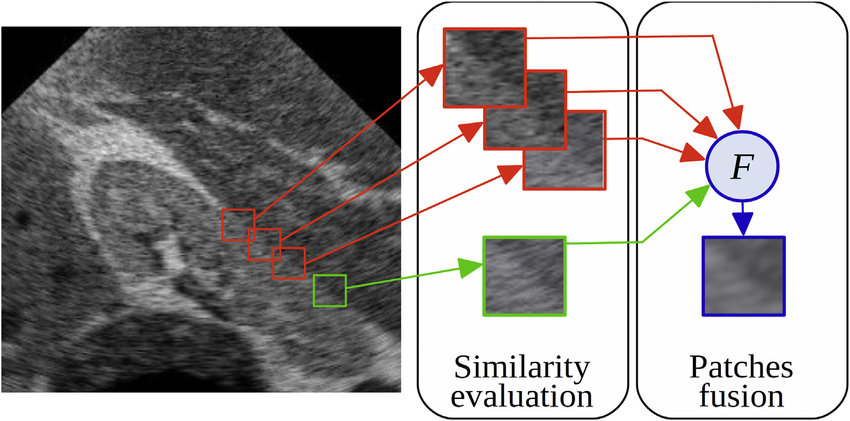 F
Similarity
evaluation
Patches
fusion